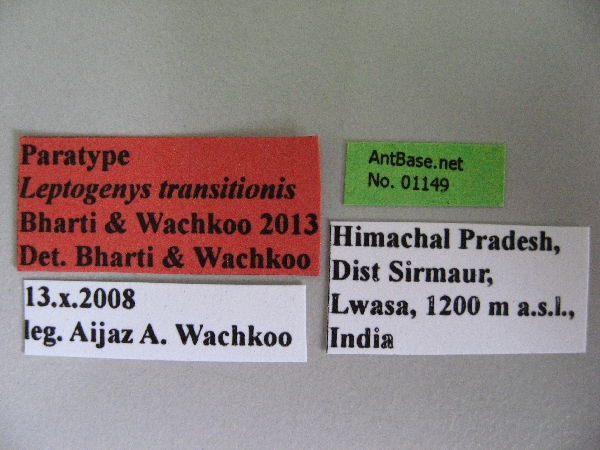 Paratype
Leptogenys transitionis
Bharti & Wachkoo 2013
Det. Bharti & Wachkoo
13.x.2008
leg. Aijaz A. Wachkoo
AntBase.net
No. 01149
Himachal Pradesh,
Dist Sirmaur,
Lwasa, 1200 m a.s.l.,
India